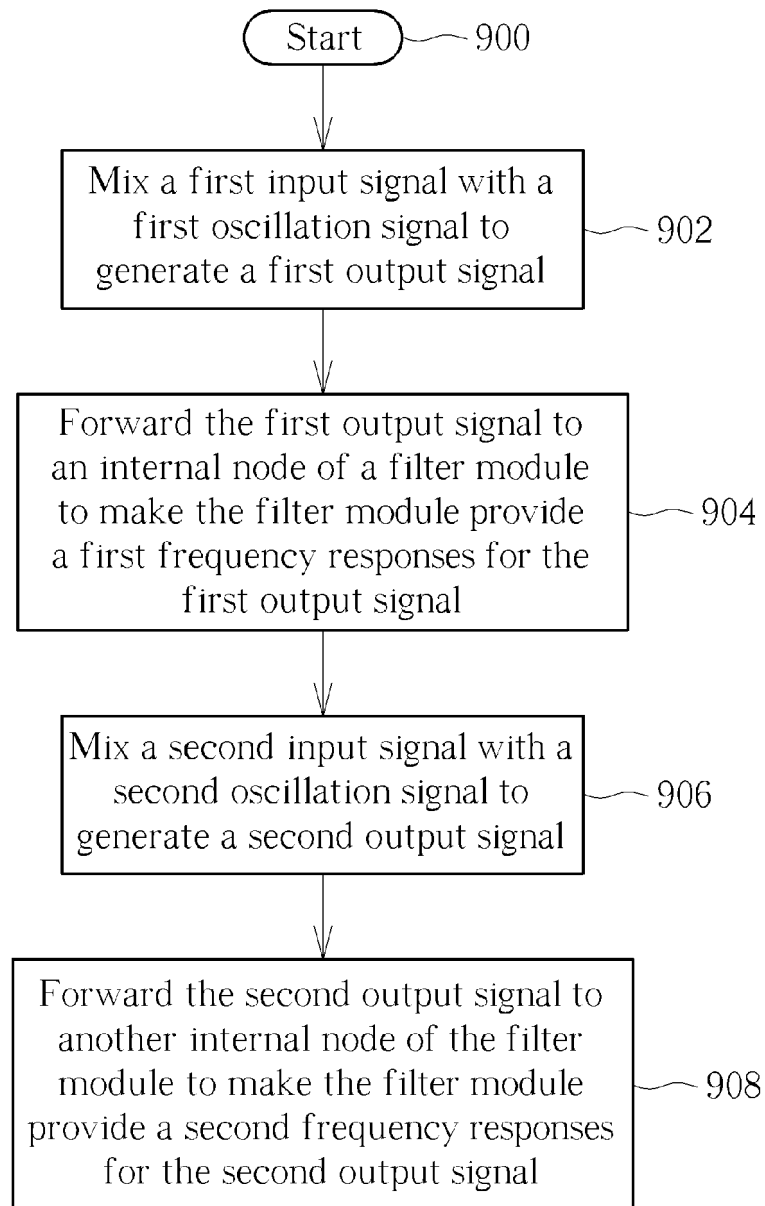 Start
900
Mix a first input signal with a
first oscillation signal to
generate a first output signal
902
Forward the first output signal to
an internal node of a filter module
to make the filter module provide
a first frequency responses for the
first output signal
904
Mix a second input signal with a
second oscillation signal to
generate a second output signal
906
Forward the second output signal to
another internal node of the filter
module to make the filter module
provide a second frequency responses
for the second output signal
908